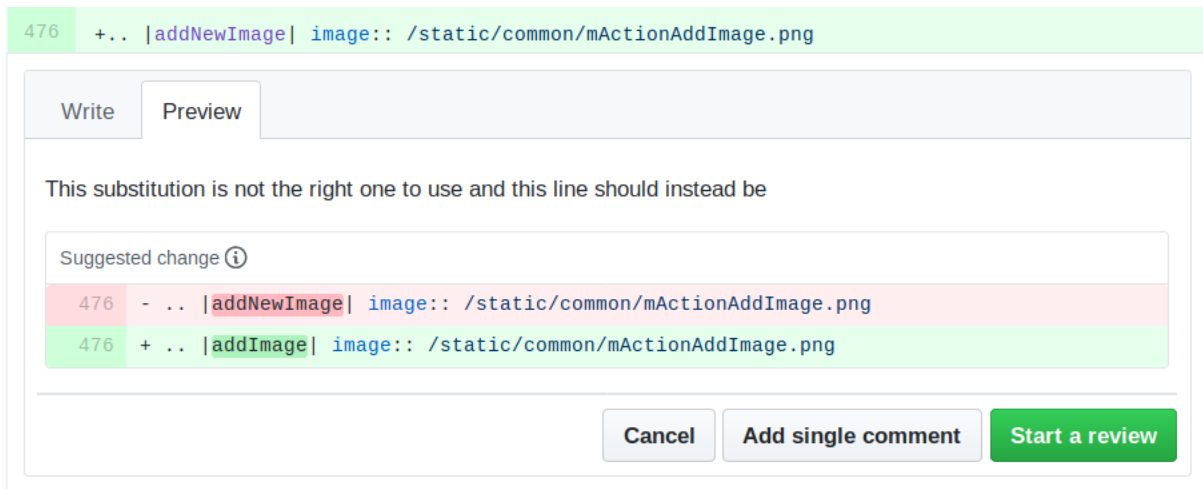 476 +.. |addNewImage| image:: /static/common/mActionAddImage.png
Write Preview
This substitution is not the right one to use and this line should instead be
Suggested change
476 - .. |addNewImage| image:: /static/common/mActionAddImage.png
476 + .. |addImage| image:: /static/common/mActionAddImage.png
Cancel Add single comment Start a review